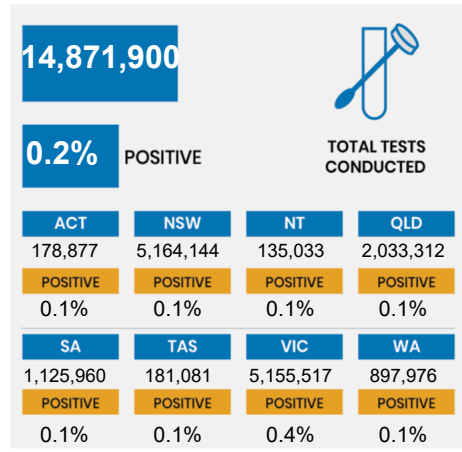 14,871,900
0.2% POSITIVE
TOTAL TESTS
CONDUCTED
ACT NSW NT QLD
178,877 5,164,144 135,033 2,033,312
POSITIVE POSITIVE POSITIVE POSITIVE
0.1% 0.1% 0.1% 0.1%
SA TAS VIC WA
1,125,960 181,081 5,155,517 897,976
POSITIVE POSITIVE POSITIVE POSITIVE
0.1% 0.1% 0.4% 0.1%